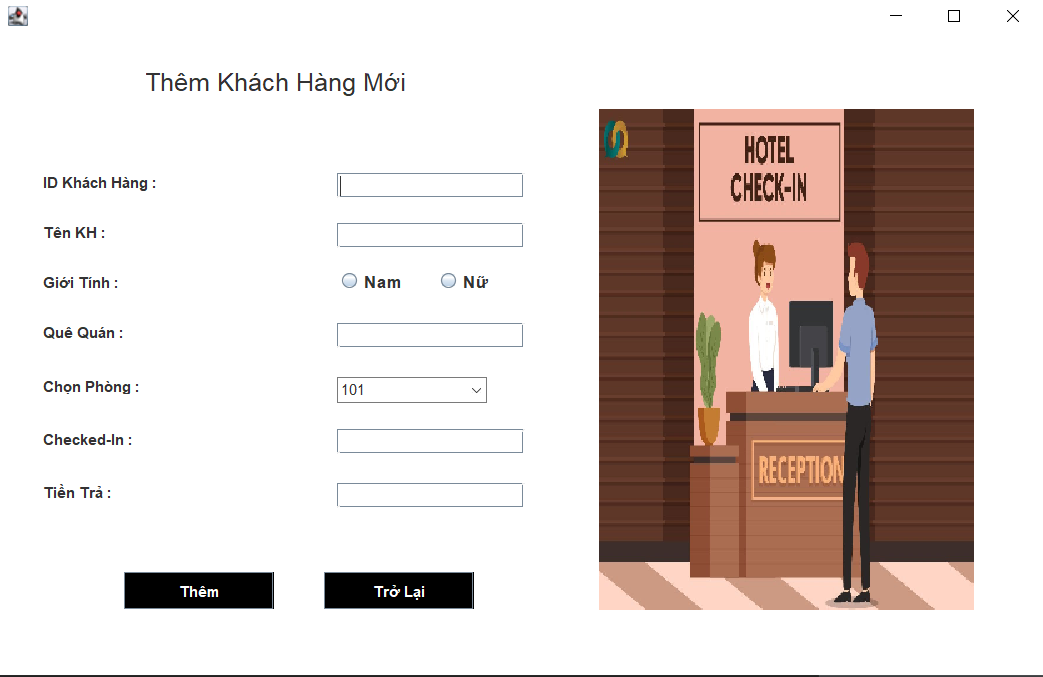 Thêm Khách Hàng Mới
ID Khách Hàng :
Tên KH :
Giới Tính :
Nam
Nữ
Quê Quán :
Chọn Phòng :
101
Checked-In :
Tiền Trả :
Thêm
Trở Lại
HOTEL
CHECK-IN
RECEPTION